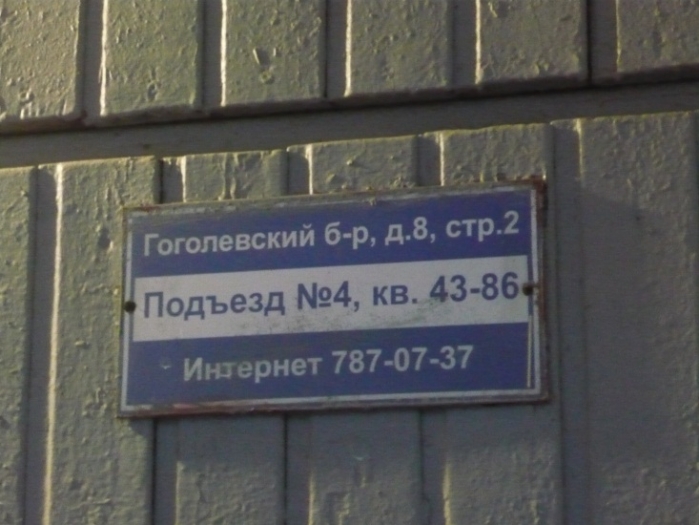 Гоголевский б-р, д.8, стр.2
Подъезд №4, кв. 43-86
Интернет 787-07-37